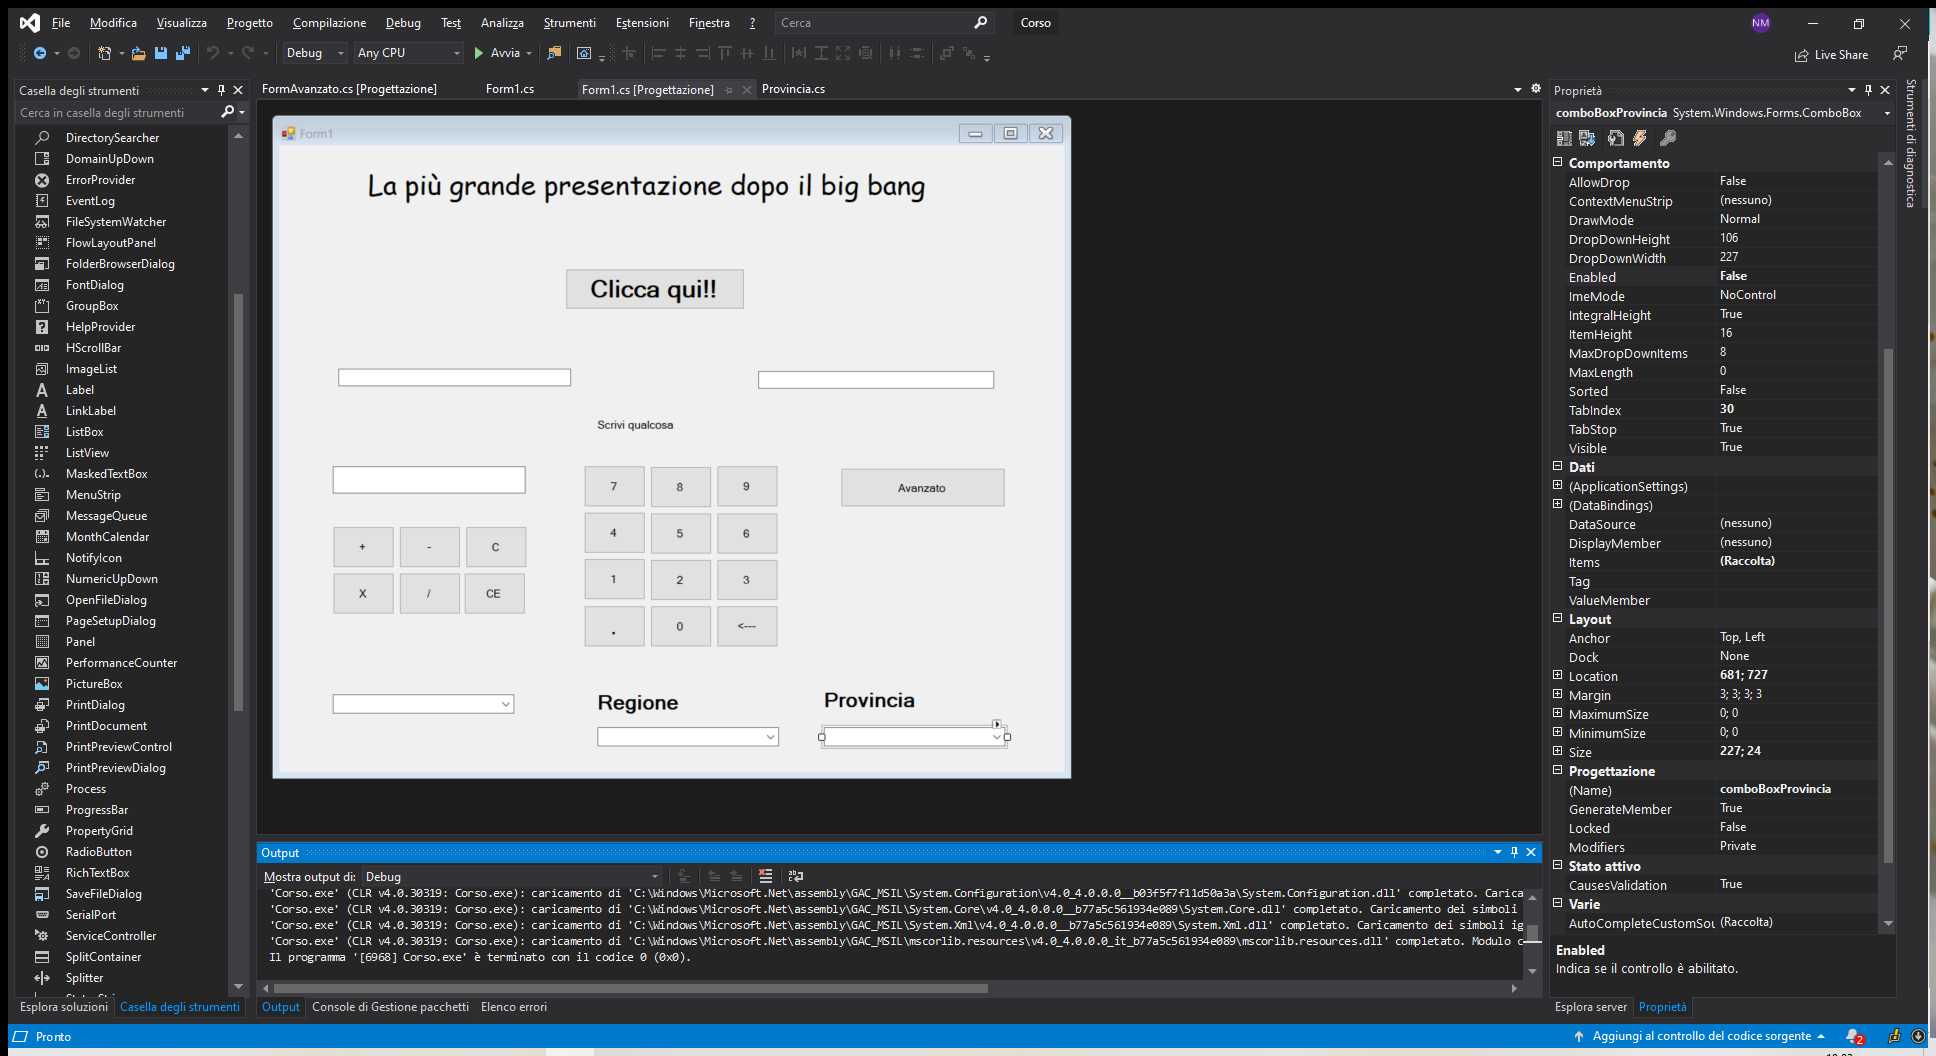 File Modifica Visualizza Progetto Compilazione Debug Test Analizza Strumenti Estensioni Finestra ? Cerca Corso NM
Debug Any CPU Avvia Live Share
Casella degli strumenti
Cerca in casella degli strumenti
DirectorySearcher
DomainUpDown
ErrorProvider
EventLog
FileSystemWatcher
FlowLayoutPanel
FolderBrowserDialog
FontDialog
GroupBox
HelpProvider
HScrollBar
ImageList
Label
LinkLabel
ListBox
ListView
MaskedTextBox
MenuStrip
MessageQueue
MonthCalendar
NotifyIcon
NumericUpDown
OpenFileDialog
PageSetupDialog
Panel
PerformanceCounter
PictureBox
PrintDialog
PrintDocument
PrintPreviewControl
PrintPreviewDialog
Process
ProgressBar
PropertyGrid
RadioButton
RichTextBox
SaveFileDialog
SerialPort
ServiceController
SplitContainer
Splitter
Esplora soluzioni Casella degli strumenti
FormAvanzato.cs [Progettazione] Form1.cs Form1.cs [Progettazione] Provincia.cs
Form1
La più grande presentazione dopo il big bang
Clicca qui!!
Scrivi qualcosa
7 8 9
Avanzato
4 5 6
+ - C
1 2 3
X / CE
. 0 <---
Regione Provincia
Output
Mostra output di: Debug
'Corso.exe' (CLR v4.0.30319: Corso.exe): caricamento di 'C:\Windows\Microsoft.Net\assembly\GAC_MSIL\System.Configuration\v4.0_4.0.0.0__b03f5f7f11d50a3a\System.Configuration.dll' completato. Carica
'Corso.exe' (CLR v4.0.30319: Corso.exe): caricamento di 'C:\Windows\Microsoft.Net\assembly\GAC_MSIL\System.Core\v4.0_4.0.0.0__b77a5c561934e089\System.Core.dll' completato. Caricamento dei simboli
'Corso.exe' (CLR v4.0.30319: Corso.exe): caricamento di 'C:\Windows\Microsoft.Net\assembly\GAC_MSIL\System.Xml\v4.0_4.0.0.0__b77a5c561934e089\System.Xml.dll' completato. Caricamento dei simboli ig
'Corso.exe' (CLR v4.0.30319: Corso.exe): caricamento di 'C:\Windows\Microsoft.Net\assembly\GAC_MSIL\mscorlib.resources\v4.0_4.0.0.0_it_b77a5c561934e089\mscorlib.resources.dll' completato. Modulo c
Il programma '[6968] Corso.exe' è terminato con il codice 0 (0x0).
Output Console di Gestione pacchetti Elenco errori
Proprietà
comboBoxProvincia System.Windows.Forms.ComboBox
Comportamento
AllowDrop False
ContextMenuStrip (nessuno)
DrawMode Normal
DropDownHeight 106
DropDownWidth 227
Enabled False
ImeMode NoControl
IntegralHeight True
ItemHeight 16
MaxDropDownItems 8
MaxLength 0
Sorted False
TabIndex 30
TabStop True
Visible True
Dati
(ApplicationSettings)
(DataBindings)
DataSource (nessuno)
DisplayMember (nessuno)
Items (Raccolta)
Tag
ValueMember
Layout
Anchor Top, Left
Dock None
Location 681; 727
Margin 3; 3; 3; 3
MaximumSize 0; 0
MinimumSize 0; 0
Size 227; 24
Progettazione
(Name) comboBoxProvincia
GenerateMember True
Locked False
Modifiers Private
Stato attivo
CausesValidation True
Varie
AutoCompleteCustomSou (Raccolta)
Enabled
Indica se il controllo è abilitato.
Esplora server Proprietà
Strumenti di diagnostica
Pronto Aggiungi al controllo del codice sorgente 2